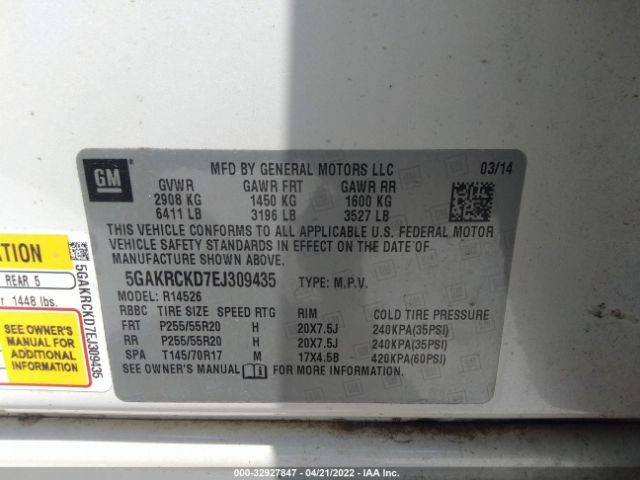 GM
MFD BY GENERAL MOTORS LLC 03/14
GVWR GAWR FRT GAWR RR
2908 KG 1450 KG 1600 KG
6411 LB 3196 LB 3527 LB
THIS VEHICLE CONFORMS TO ALL APPLICABLE U.S. FEDERAL MOTOR
VEHICLE SAFETY STANDARDS IN EFFECT ON THE DATE OF
MANUFACTURE SHOWN ABOVE.
5GAKRCKD7EJ309435 TYPE: M.P.V.
MODEL: R14526
RBBC TIRE SIZE SPEED RTG RIM COLD TIRE PRESSURE
FRT P255/55R20 H 20X7.5J 240KPA(35PSI)
RR P255/55R20 H 20X7.5J 240KPA(35PSI)
SPA T145/70R17 M 17X4.5B 420KPA(60PSI)
SEE OWNER'S MANUAL FOR MORE INFORMATION.
ATION
REAR 5
r 1448 lbs.
SEE OWNER'S
MANUAL FOR
ADDITIONAL
INFORMATION
5GAKRCKD7EJ309435
000-32927847 / 04/21/2022 / IAA Inc.